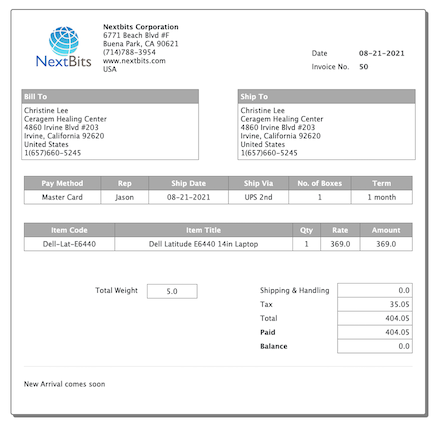 Nextbits Corporation
6771 Beach Blvd #F
Buena Park, CA 90621
(714)788-3954
www.nextbits.com
USA
NextBits
Date 08-21-2021
Invoice No. 50
Bill To
Christine Lee
Ceragem Healing Center
4860 Irvine Blvd #203
Irvine, California 92620
United States
1(657)660-5245
Ship To
Christine Lee
Ceragem Healing Center
4860 Irvine Blvd #203
Irvine, California 92620
United States
1(657)660-5245
Pay Method Rep Ship Date Ship Via No. of Boxes Term
Master Card Jason 08-21-2021 UPS 2nd 1 1 month
Item Code Item Title Qty Rate Amount
Dell-Lat-E6440 Dell Latitude E6440 14in Laptop 1 369.0 369.0
Total Weight 5.0
Shipping & Handling 0.0
Tax 35.05
Total 404.05
Paid 404.05
Balance 0.0
New Arrival comes soon